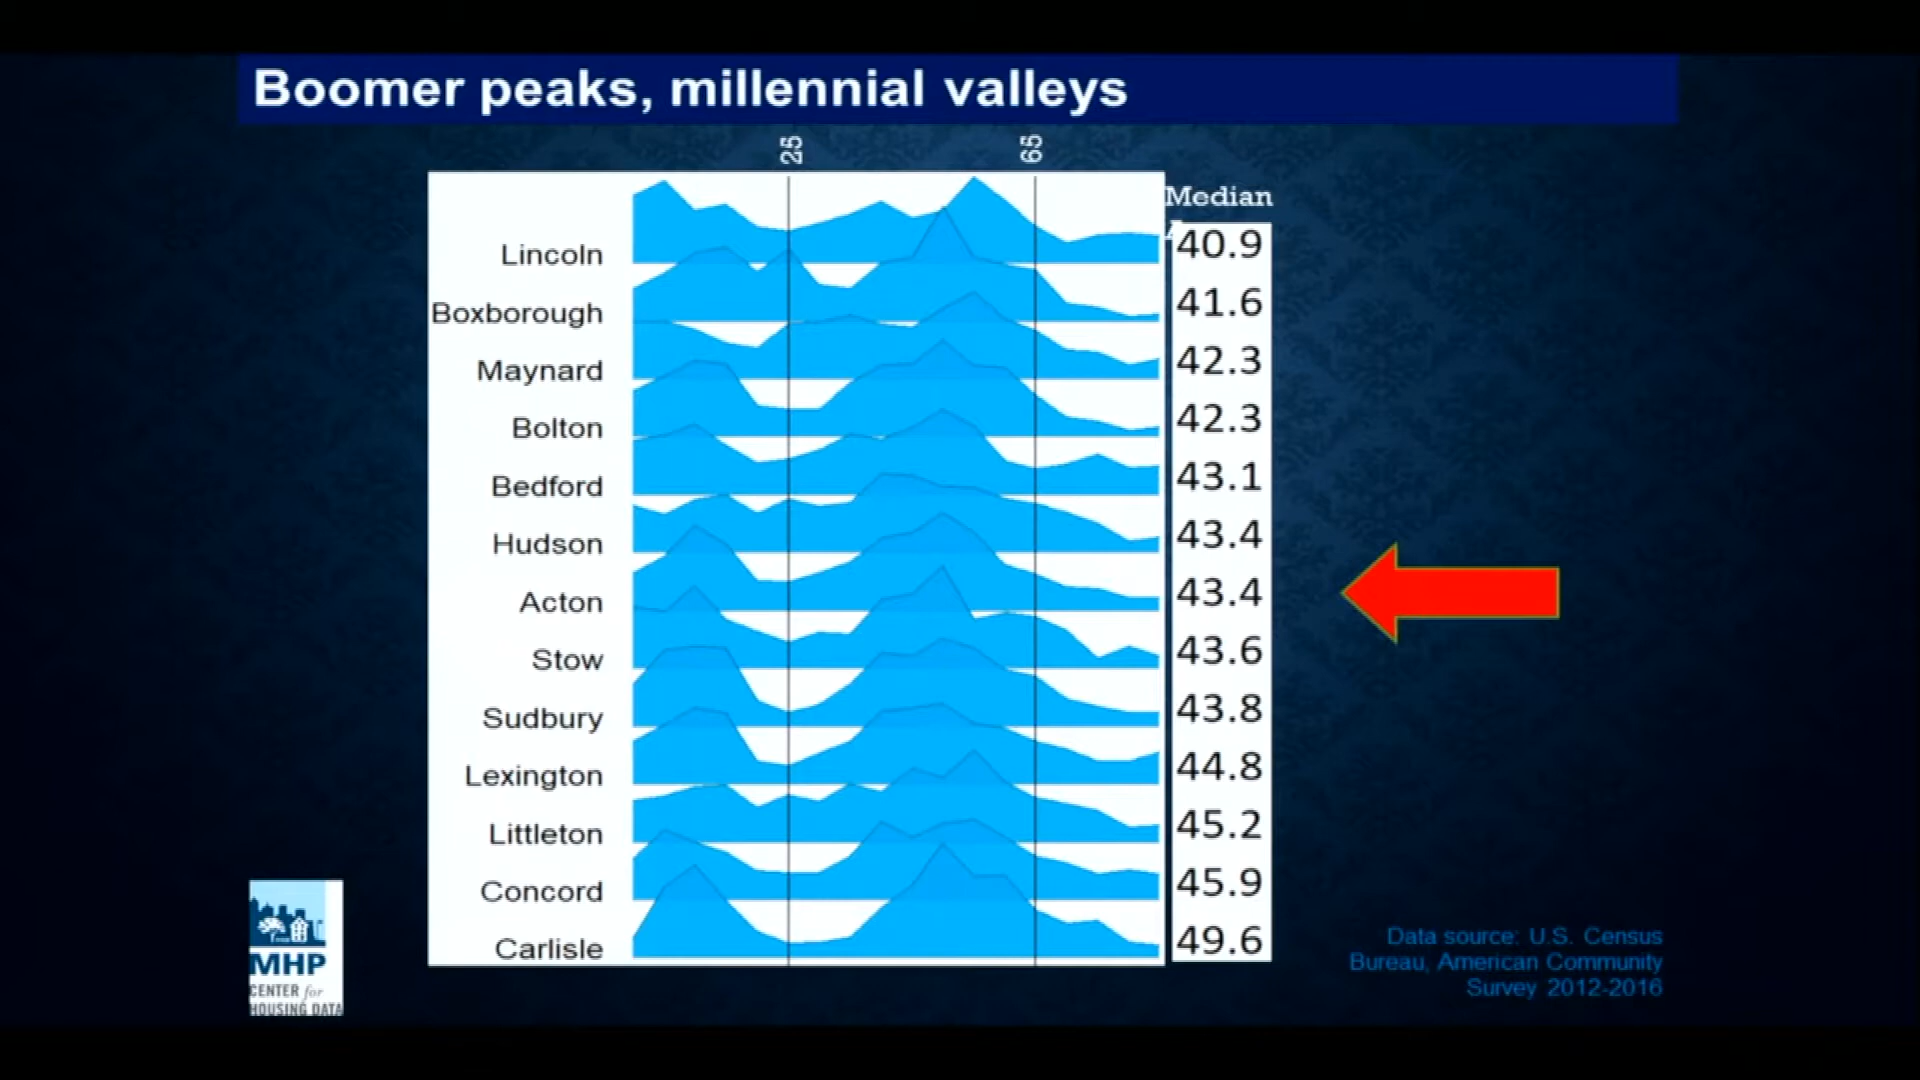 Boomer peaks, millennial valleys
25
65
Median
Lincoln 40.9
Boxborough 41.6
Maynard 42.3
Bolton 42.3
Bedford 43.1
Hudson 43.4
Acton 43.4
Stow 43.6
Sudbury 43.8
Lexington 44.8
Littleton 45.2
Concord 45.9
Carlisle 49.6
MHP
CENTER for
HOUSING DATA
Data source: U.S. Census
Bureau, American Community
Survey 2012-2016